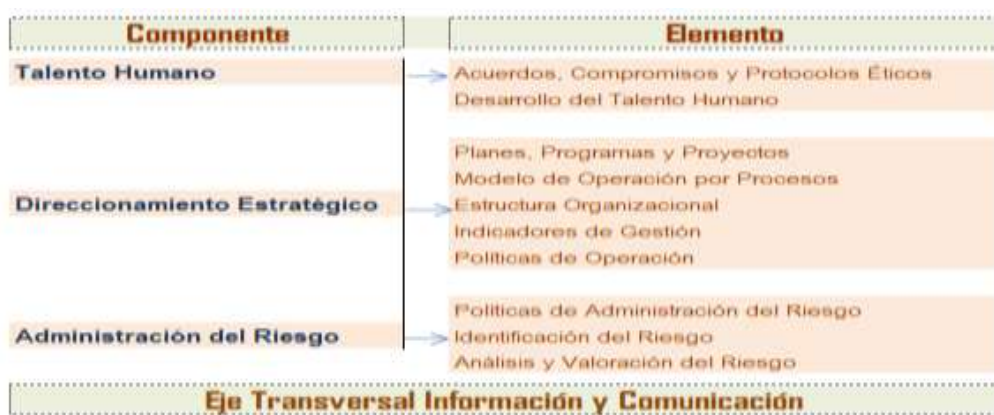 Componente
Elemento
Talento Humano
Acuerdos, Compromisos y Protocolos Éticos
Desarrollo del Talento Humano
Planes, Programas y Proyectos
Modelo de Operación por Procesos
Direccionamiento Estratégico
Estructura Organizacional
Indicadores de Gestión
Políticas de Operación
Políticas de Administración del Riesgo
Administración del Riesgo
Identificación del Riesgo
Análisis y Valoración del Riesgo
Eje Transversal Información y Comunicación